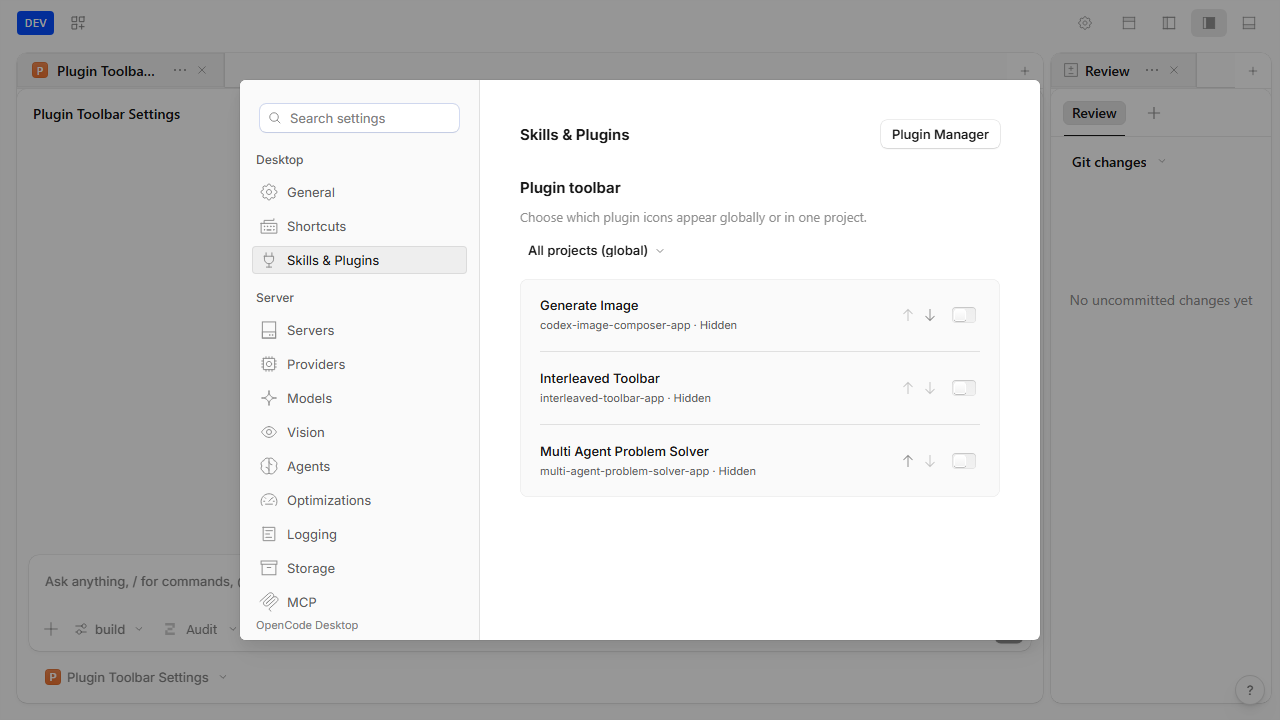 DEV
Plugin Toolba...
Review
Plugin Toolbar Settings
Review
Git changes
No uncommitted changes yet
Search settings
Desktop
General
Shortcuts
Skills & Plugins
Server
Servers
Providers
Models
Vision
Agents
Optimizations
Logging
Storage
MCP
OpenCode Desktop
Skills & Plugins
Plugin Manager
Plugin toolbar
Choose which plugin icons appear globally or in one project.
All projects (global)
Generate Image
codex-image-composer-app · Hidden
Interleaved Toolbar
interleaved-toolbar-app · Hidden
Multi Agent Problem Solver
multi-agent-problem-solver-app · Hidden
Ask anything, / for commands,
build
Audit
P Plugin Toolbar Settings
?